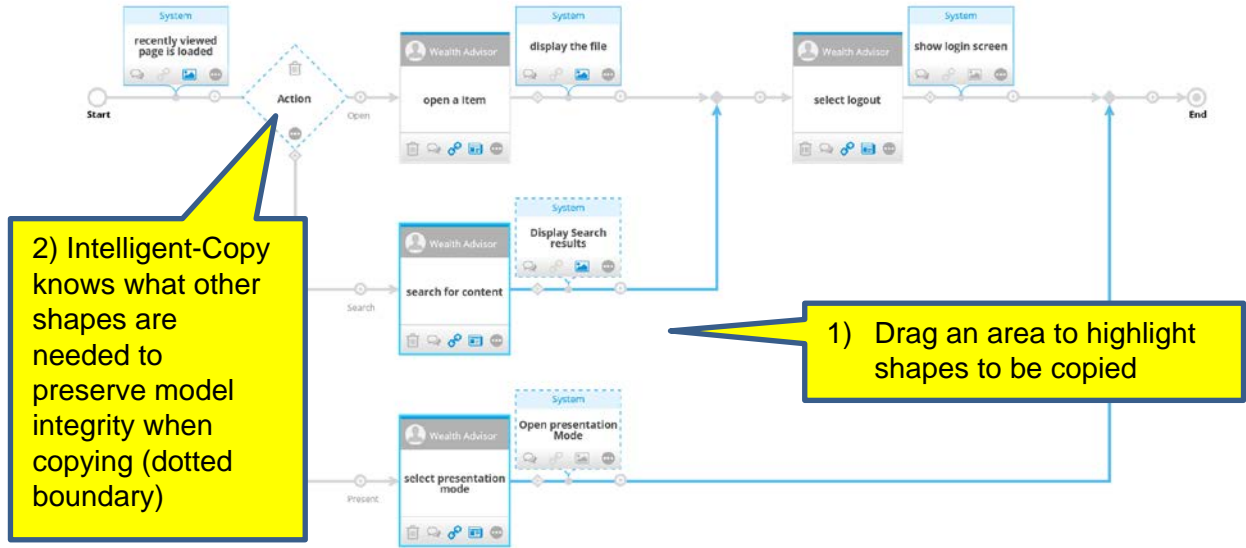 System
recently viewed
page is loaded
Start
Action
Open
Wealth Advisor
open a item
System
display the file
Wealth Advisor
select logout
System
show login screen
End
2) Intelligent-Copy
knows what other
shapes are
needed to
preserve model
integrity when
copying (dotted
boundary)
Search
Wealth Advisor
search for content
System
Display Search
results
1) Drag an area to highlight
shapes to be copied
Present
Wealth Advisor
select presentation
mode
System
Open presentation
Mode